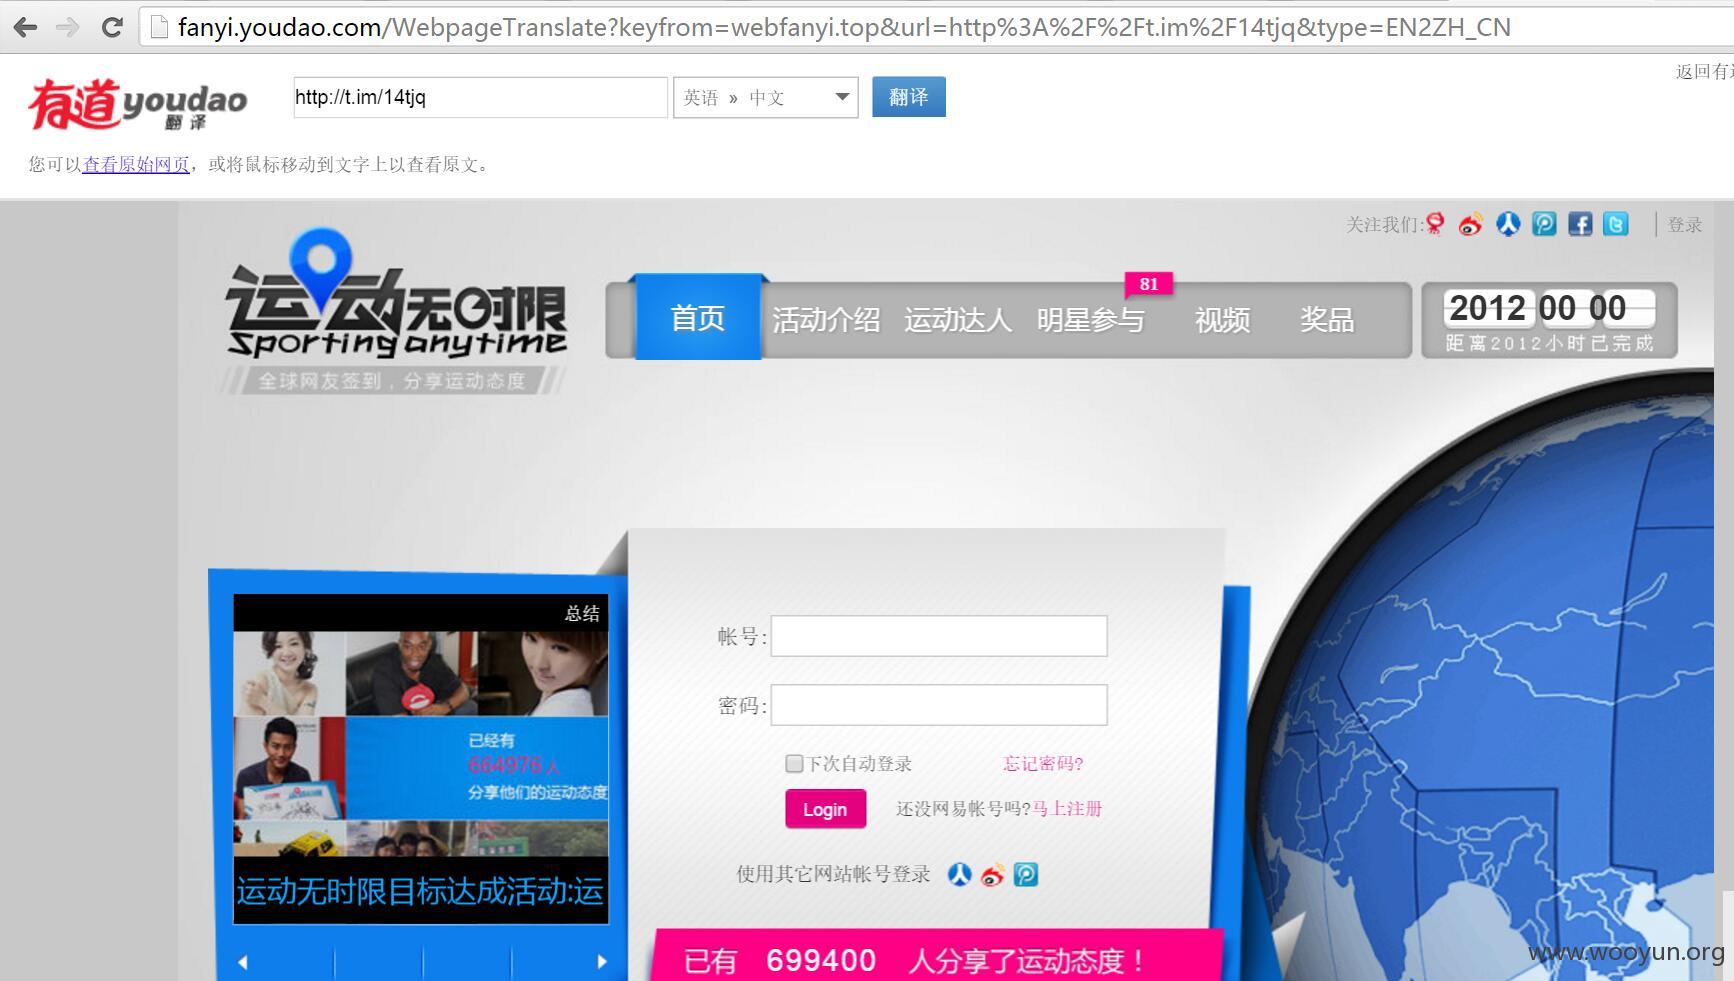 fanyi.youdao.com/WebpageTranslate?keyfrom=webfanyi.top&url=http%3A%2F%2Ft.im%2F14tjq&type=EN2ZH_CN
返回有道
有道youdao
翻译
http://t.im/14tjq
英语 » 中文
翻译
您可以查看原始网页，或将鼠标移动到文字上以查看原文。
关注我们:
登录
运动无时限
Sporting anytime
全球网友签到，分享运动态度
首页
活动介绍
运动达人
明星参与
81
视频
奖品
2012 00 00
距离2012小时已完成
总结
已经有
664976人
分享他们的运动态度
运动无时限目标达成活动:运
帐号:
密码:
下次自动登录
忘记密码?
Login
还没网易帐号吗?马上注册
使用其它网站帐号登录
已有 699400 人分享了运动态度！
www.wooyun.org